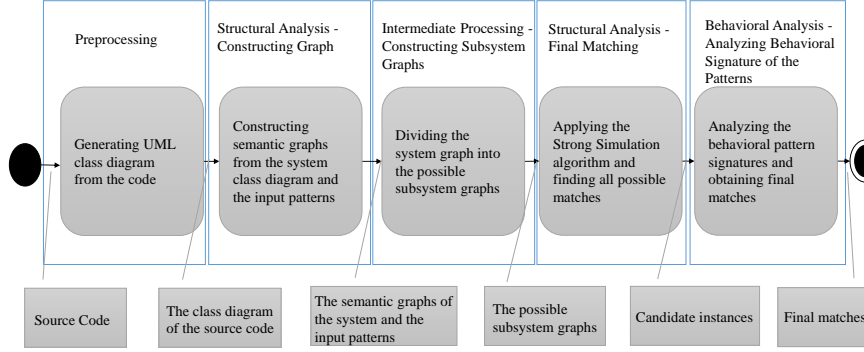 Preprocessing
Structural Analysis -
Constructing Graph
Intermediate Processing -
Constructing Subsystem
Graphs
Structural Analysis -
Final Matching
Behavioral Analysis -
Analyzing Behavioral
Signature of the
Patterns
Generating UML
class diagram
from the code
Constructing
semantic graphs
from the system
class diagram and
the input patterns
Dividing the
system graph into
the possible
subsystem graphs
Applying the
Strong Simulation
algorithm and
finding all possible
matches
Analyzing the
behavioral pattern
signatures and
obtaining final
matches
Source Code
The class diagram
of the source code
The semantic graphs of
the system and the
input patterns
The possible
subsystem graphs
Candidate instances
Final matches